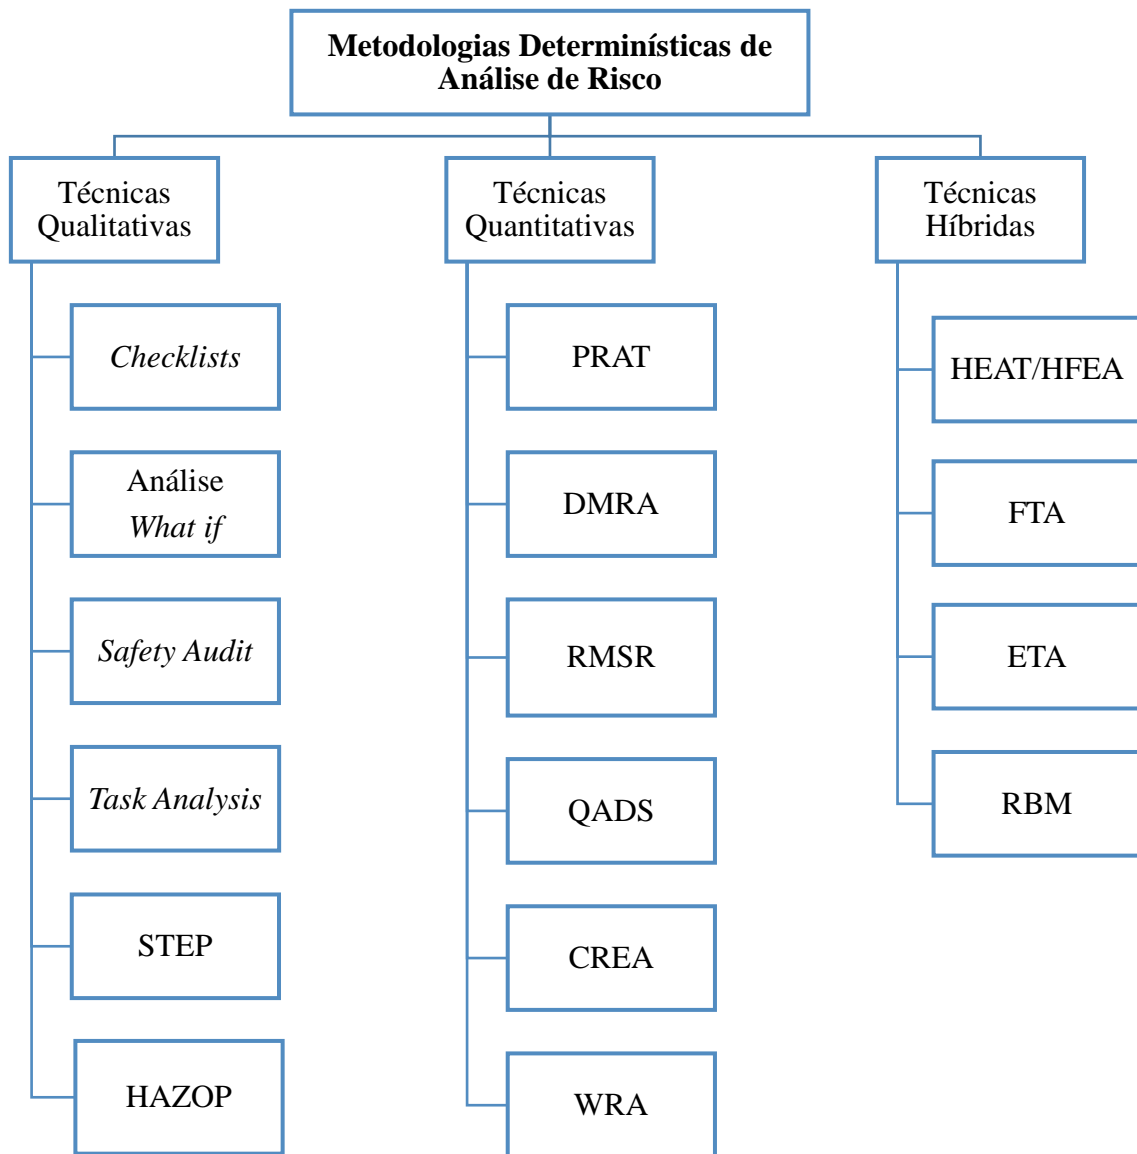 Metodologias Determinísticas de
Análise de Risco
Técnicas
Qualitativas
Checklists
Análise
What if
Safety Audit
Task Analysis
STEP
HAZOP
Técnicas
Quantitativas
PRAT
DMRA
RMSR
QADS
CREA
WRA
Técnicas
Híbridas
HEAT/HFEA
FTA
ETA
RBM